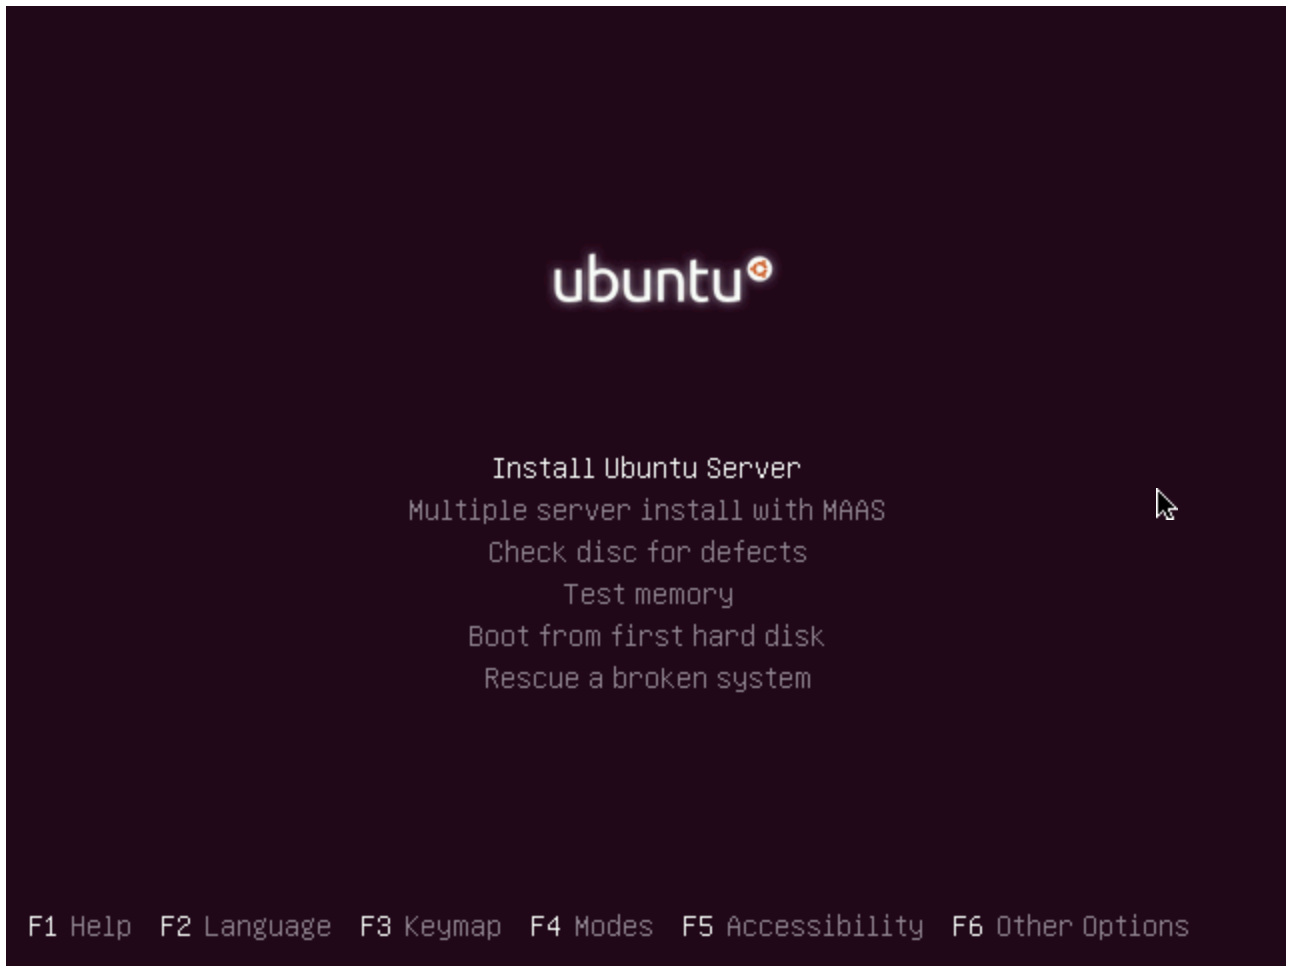 ubuntu
Install Ubuntu Server
Multiple server install with MAAS
Check disc for defects
Test memory
Boot from first hard disk
Rescue a broken system
F1 Help F2 Language F3 Keymap F4 Modes F5 Accessibility F6 Other Options